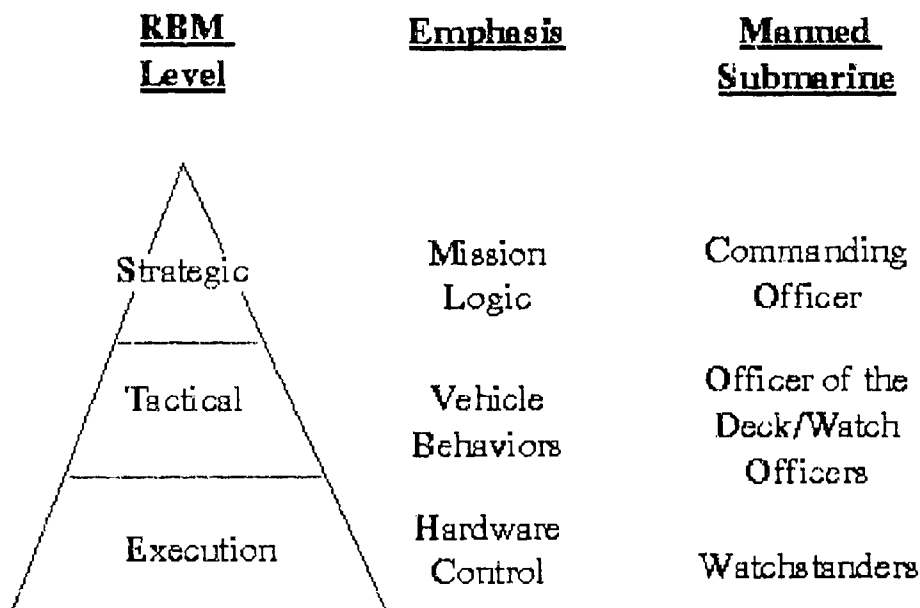 RBM
Level
Emphasis
Manned
Submarine
Strategic
Mission
Logic
Commanding
Officer
Tactical
Vehicle
Behaviors
Officer of the
Deck/Watch
Officers
Execution
Hardware
Control
Watchstanders